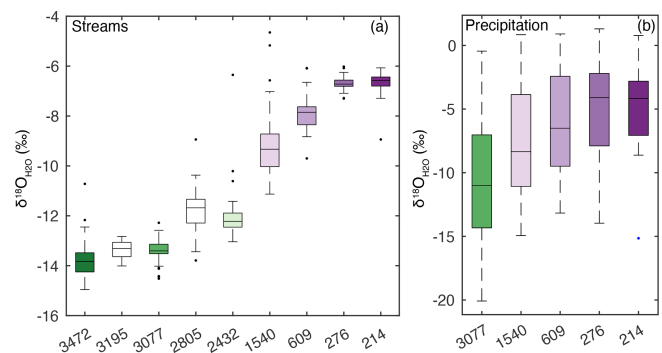 Streams (a)
δ¹⁸O_H2O (‰)
-4
-6
-8
-10
-12
-14
-16
3472 3195 3077 2805 2432 1540 609 276 214
Precipitation (b)
δ¹⁸O_H2O (‰)
0
-5
-10
-15
-20
3077 1540 609 276 214